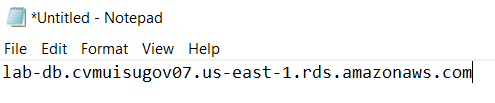 *Untitled - Notepad
File Edit Format View Help
lab-db.cvmuisugov07.us-east-1.rds.amazonaws.com